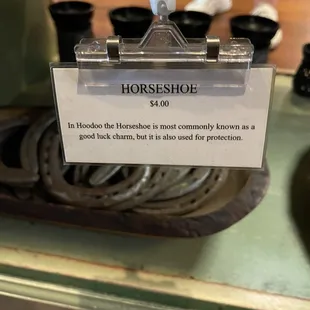 HORSESHOE
$4.00
In Hoodoo the Horseshoe is most commonly known as a
good luck charm, but it is also used for protection.